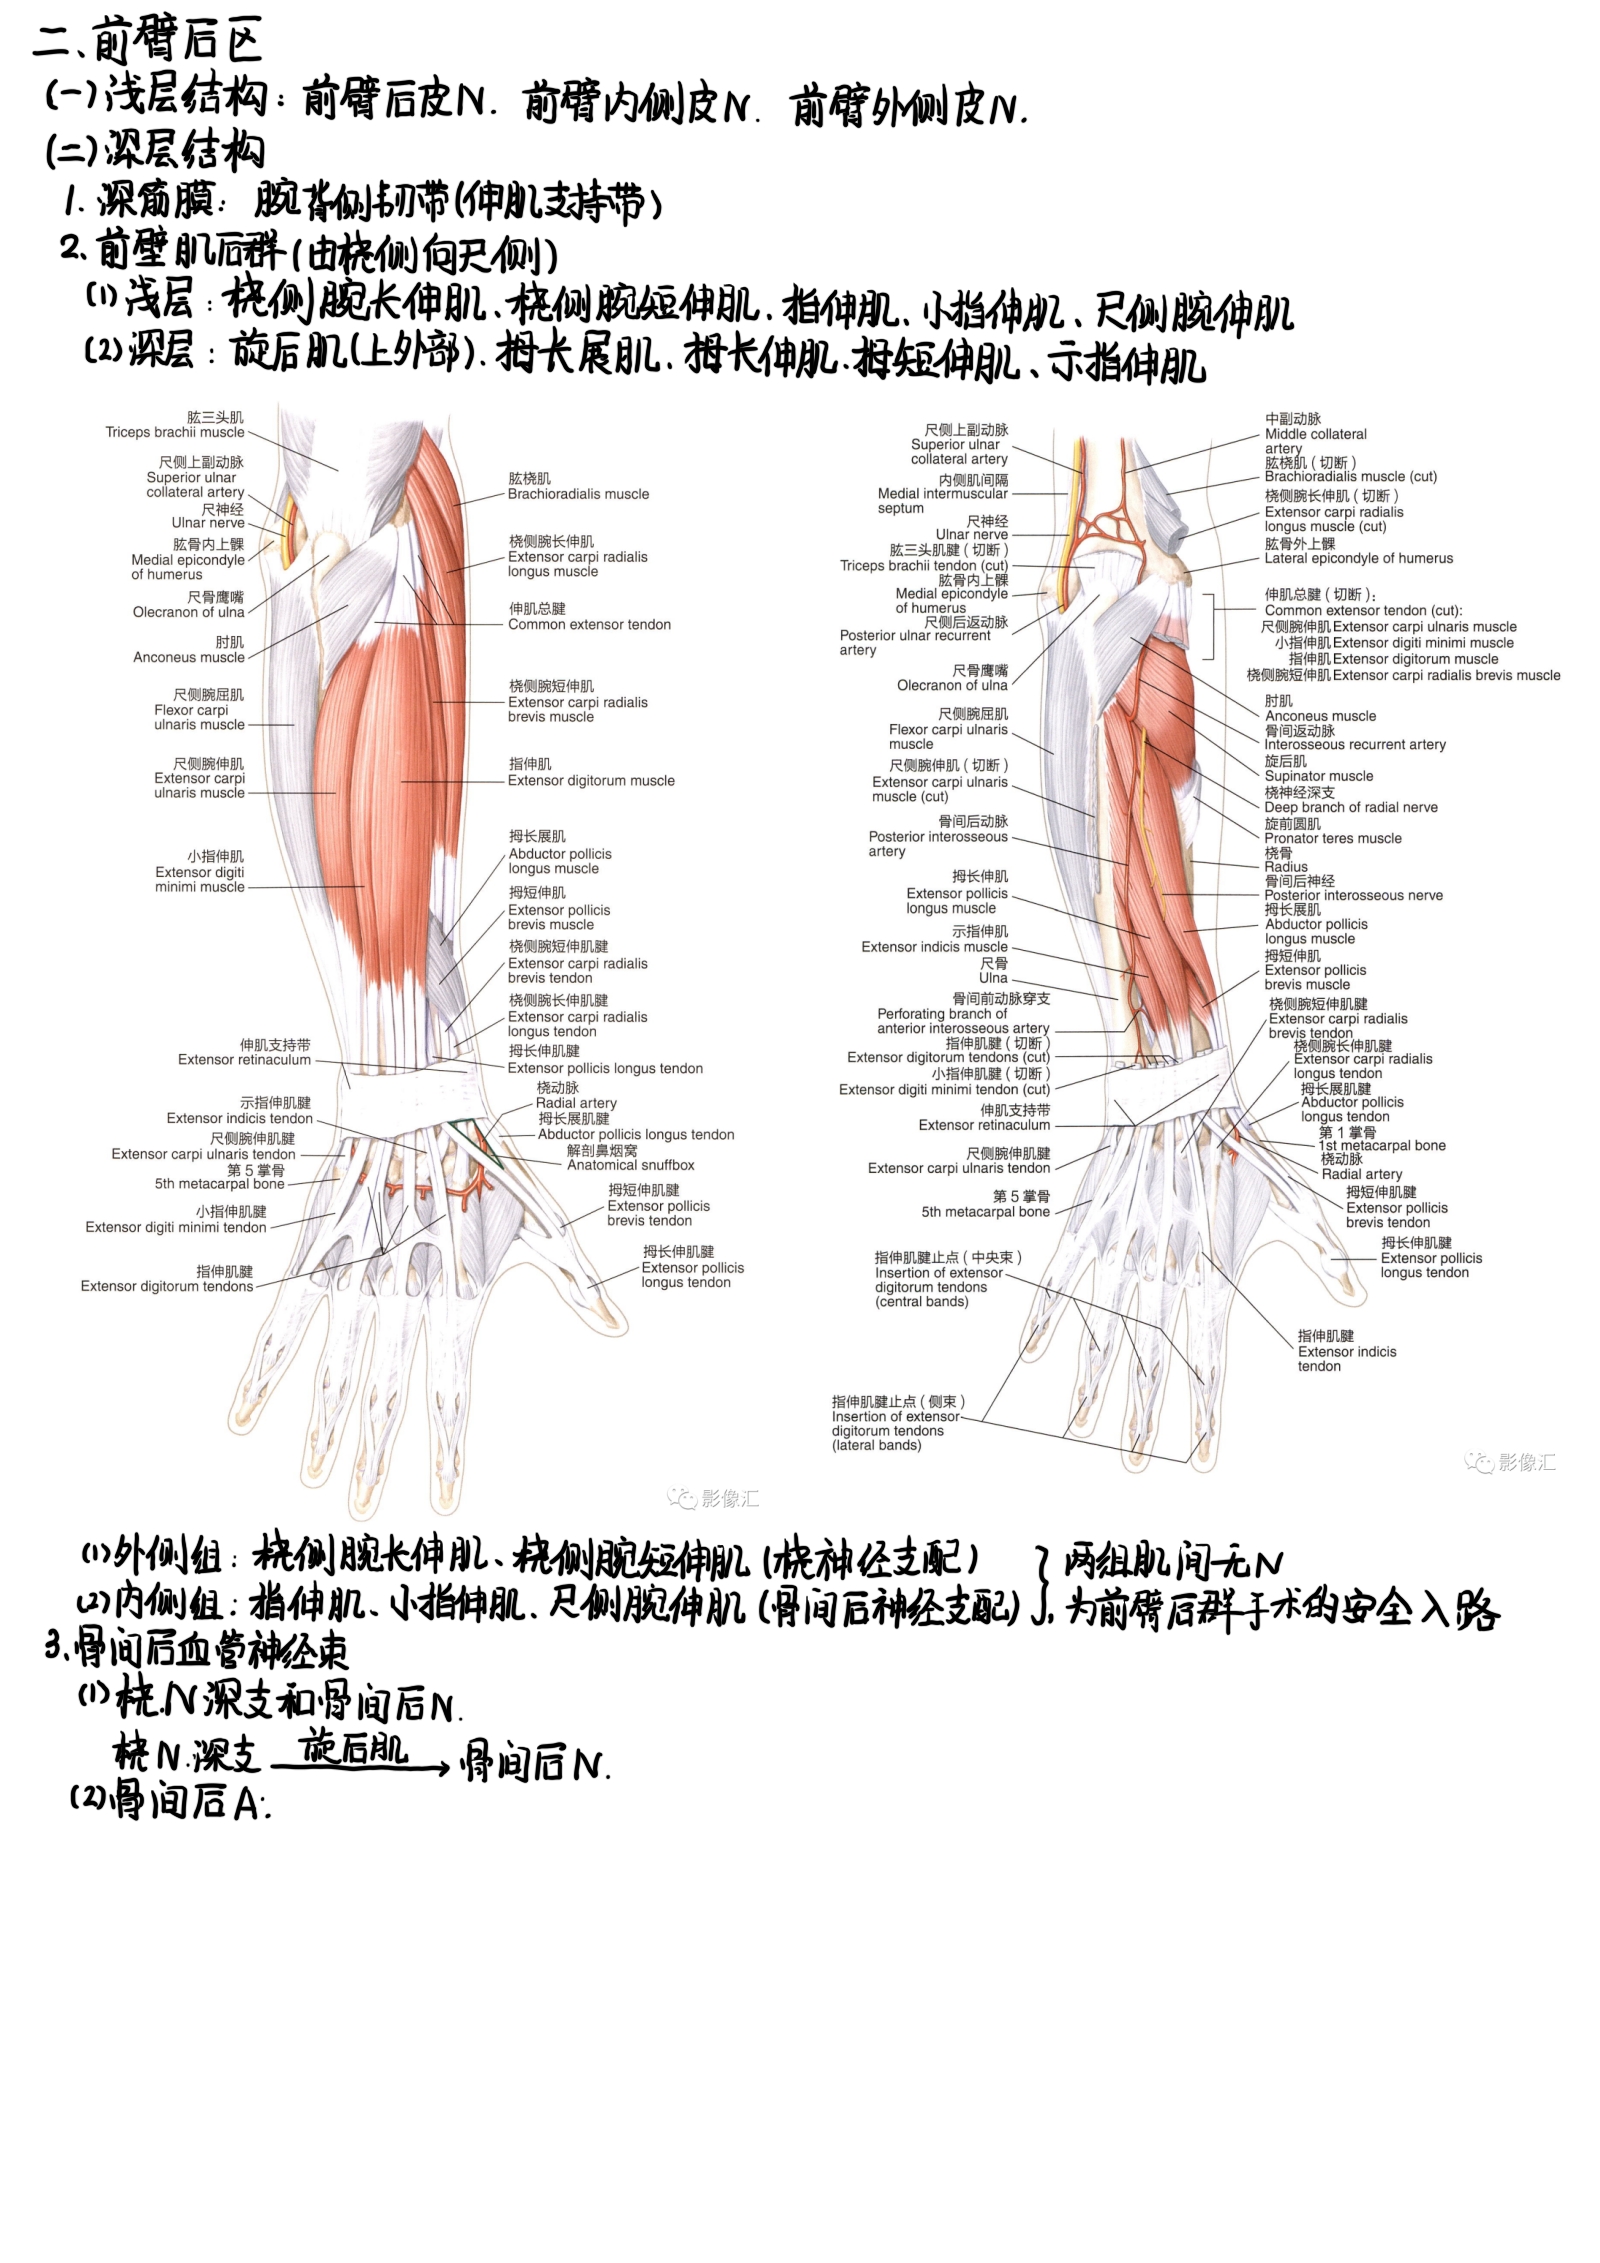 二、前臂后区
(一)浅层结构：前臂后皮N. 前臂内侧皮N. 前臂外侧皮N.
(二)深层结构
1. 深筋膜：腕背侧韧带(伸肌支持带)
2. 前壁肌后群(由桡侧向尺侧)
(1)浅层：桡侧腕长伸肌、桡侧腕短伸肌、指伸肌、小指伸肌、尺侧腕伸肌
(2)深层：旋后肌(上外部)、拇长展肌、拇长伸肌、拇短伸肌、示指伸肌
肱三头肌
Triceps brachii muscle
尺侧上副动脉
Superior ulnar
collateral artery
尺神经
Ulnar nerve
肱骨内上髁
Medial epicondyle
of humerus
尺骨鹰嘴
Olecranon of ulna
肘肌
Anconeus muscle
尺侧腕屈肌
Flexor carpi
ulnaris muscle
尺侧腕伸肌
Extensor carpi
ulnaris muscle
小指伸肌
Extensor digiti
minimi muscle
伸肌支持带
Extensor retinaculum
示指伸肌腱
Extensor indicis tendon
尺侧腕伸肌腱
Extensor carpi ulnaris tendon
第5掌骨
5th metacarpal bone
小指伸肌腱
Extensor digiti minimi tendon
指伸肌腱
Extensor digitorum tendons
肱桡肌
Brachioradialis muscle
桡侧腕长伸肌
Extensor carpi radialis
longus muscle
伸肌总腱
Common extensor tendon
桡侧腕短伸肌
Extensor carpi radialis
brevis muscle
指伸肌
Extensor digitorum muscle
拇长展肌
Abductor pollicis
longus muscle
拇短伸肌
Extensor pollicis
brevis muscle
桡侧腕短伸肌腱
Extensor carpi radialis
brevis tendon
桡侧腕长伸肌腱
Extensor carpi radialis
longus tendon
拇长伸肌腱
Extensor pollicis longus tendon
桡动脉
Radial artery
拇长展肌腱
Abductor pollicis longus tendon
解剖鼻烟窝
Anatomical snuffbox
拇短伸肌腱
Extensor pollicis
brevis tendon
拇长伸肌腱
Extensor pollicis
longus tendon
影像汇
尺侧上副动脉
Superior ulnar
collateral artery
内侧肌间隔
Medial intermuscular
septum
尺神经
Ulnar nerve
肱三头肌腱（切断）
Triceps brachii tendon (cut)
肱骨内上髁
Medial epicondyle
of humerus
尺侧后返动脉
Posterior ulnar recurrent
artery
尺骨鹰嘴
Olecranon of ulna
尺侧腕屈肌
Flexor carpi ulnaris
muscle
尺侧腕伸肌（切断）
Extensor carpi ulnaris
muscle (cut)
骨间后动脉
Posterior interosseous
artery
拇长伸肌
Extensor pollicis
longus muscle
示指伸肌
Extensor indicis muscle
尺骨
Ulna
骨间前动脉穿支
Perforating branch of
anterior interosseous artery
指伸肌腱（切断）
Extensor digitorum tendons (cut)
小指伸肌腱（切断）
Extensor digiti minimi tendon (cut)
伸肌支持带
Extensor retinaculum
尺侧腕伸肌腱
Extensor carpi ulnaris tendon
第5掌骨
5th metacarpal bone
指伸肌腱止点（中央束）
Insertion of extensor
digitorum tendons
(central bands)
指伸肌腱止点（侧束）
Insertion of extensor
digitorum tendons
(lateral bands)
中副动脉
Middle collateral
artery
肱桡肌（切断）
Brachioradialis muscle (cut)
桡侧腕长伸肌（切断）
Extensor carpi radialis
longus muscle (cut)
肱骨外上髁
Lateral epicondyle of humerus
伸肌总腱（切断）：
Common extensor tendon (cut):
尺侧腕伸肌 Extensor carpi ulnaris muscle
小指伸肌 Extensor digiti minimi muscle
指伸肌 Extensor digitorum muscle
桡侧腕短伸肌 Extensor carpi radialis brevis muscle
肘肌
Anconeus muscle
骨间返动脉
Interosseous recurrent artery
旋后肌
Supinator muscle
桡神经深支
Deep branch of radial nerve
旋前圆肌
Pronator teres muscle
桡骨
Radius
骨间后神经
Posterior interosseous nerve
拇长展肌
Abductor pollicis
longus muscle
拇短伸肌
Extensor pollicis
brevis muscle
桡侧腕短伸肌腱
Extensor carpi radialis
brevis tendon
桡侧腕长伸肌腱
Extensor carpi radialis
longus tendon
拇长展肌腱
Abductor pollicis
longus tendon
第1掌骨
1st metacarpal bone
桡动脉
Radial artery
拇短伸肌腱
Extensor pollicis
brevis tendon
拇长伸肌腱
Extensor pollicis
longus tendon
指伸肌腱
Extensor indicis
tendon
影像汇
(1)外侧组：桡侧腕长伸肌、桡侧腕短伸肌(桡神经支配) } 两组肌间无N
(2)内侧组：指伸肌、小指伸肌、尺侧腕伸肌(骨间后神经支配) , 为前臂后群手术的安全入路
3、骨间后血管神经束
(1)桡.N深支和骨间后N.
桡N.深支 旋后肌→ 骨间后N.
(2)骨间后A: